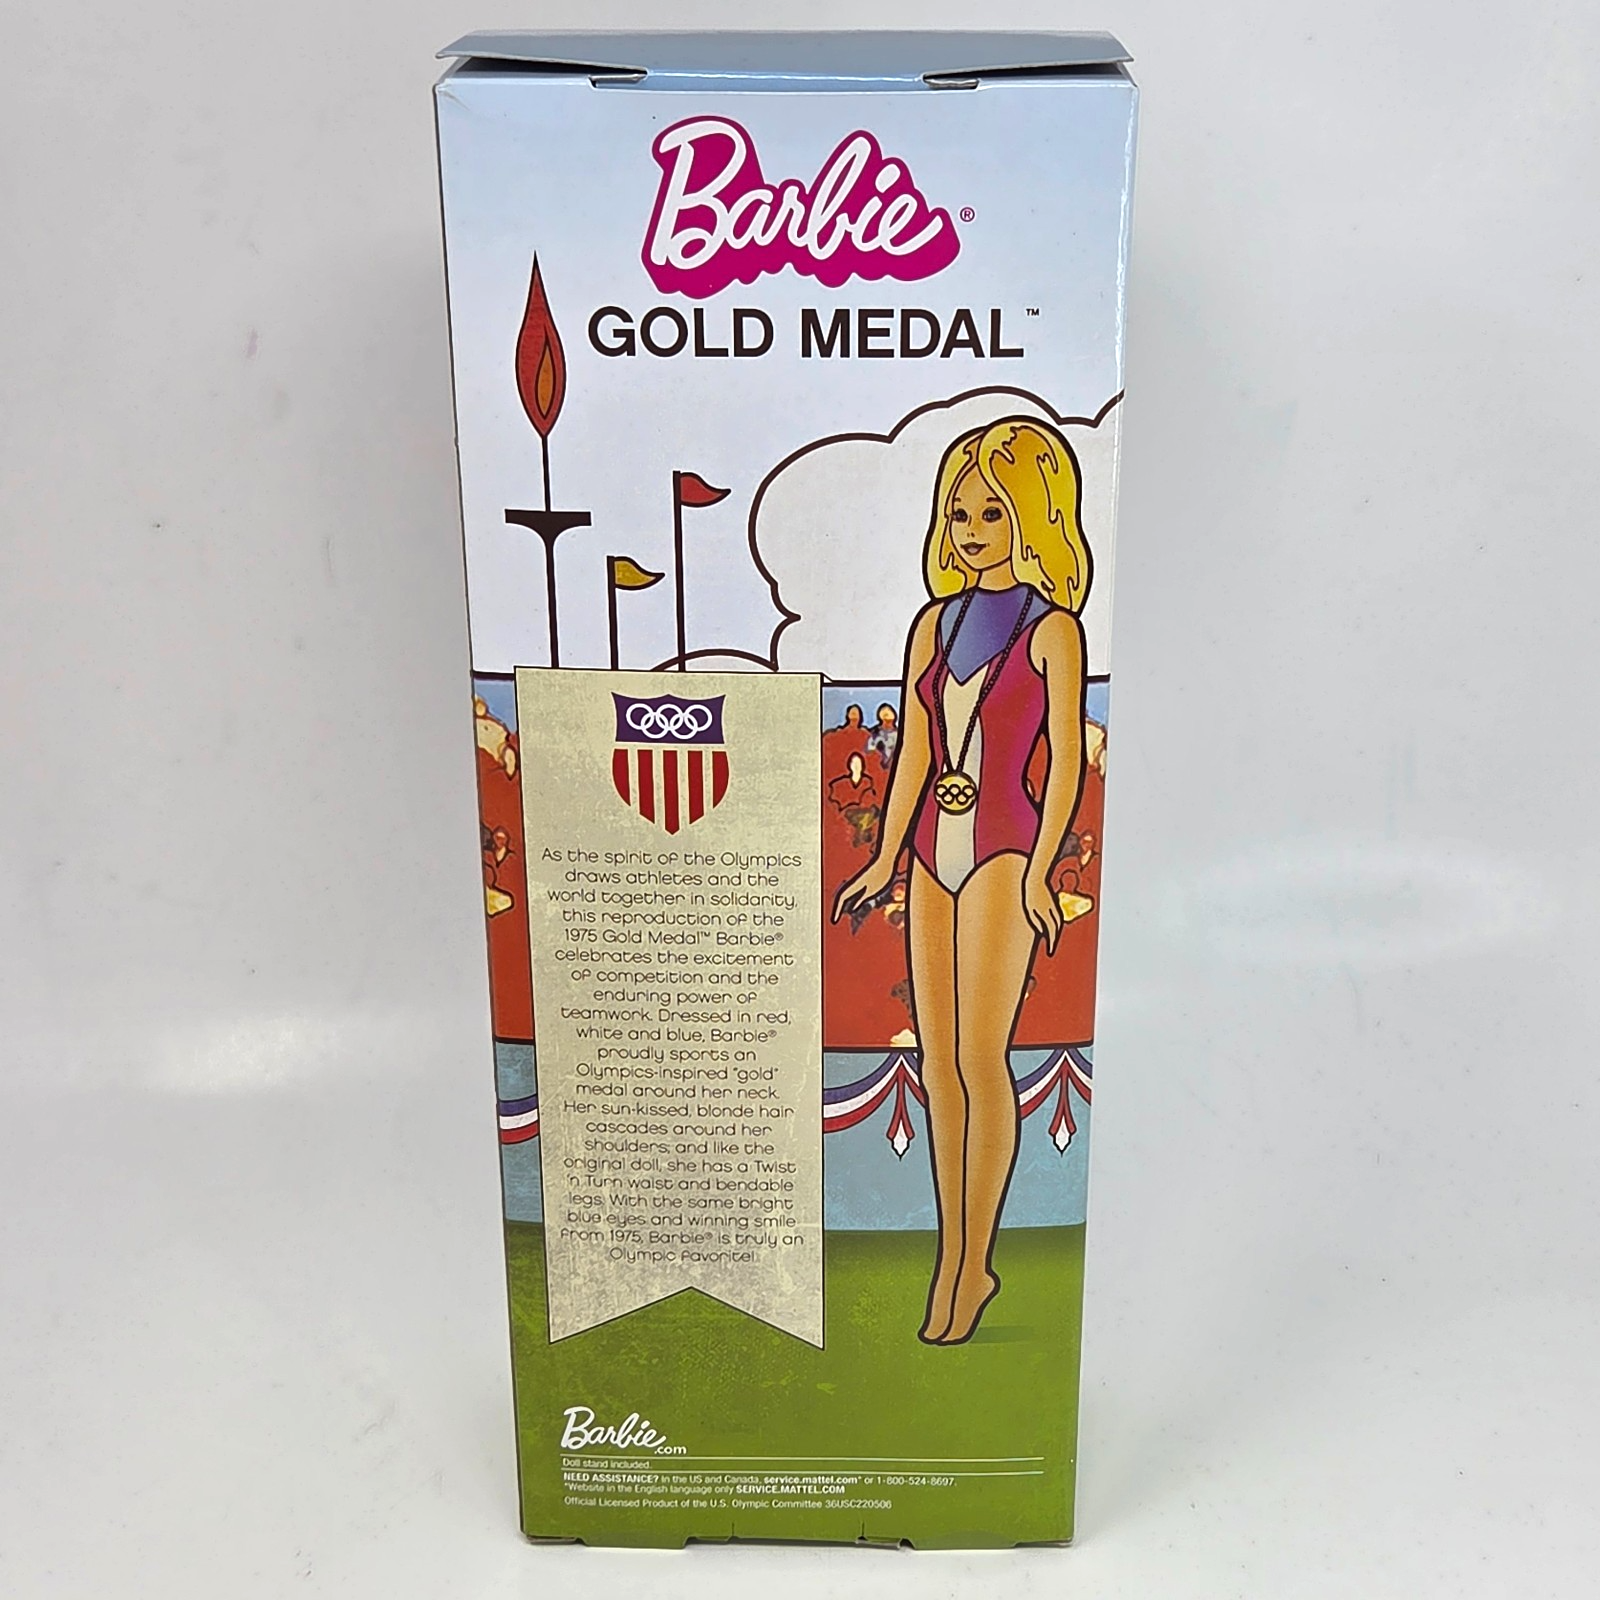 Barbie®
GOLD MEDAL™
As the spirit of the Olympics
draws athletes and the
world together in solidarity,
this reproduction of the
1975 Gold Medal™ Barbie®
celebrates the excitement
of competition and the
enduring power of
teamwork. Dressed in red,
white and blue, Barbie®
proudly sports an
Olympics-inspired "gold"
medal around her neck.
Her sun-kissed, blonde hair
cascades around her
shoulders; and like the
original doll, she has a Twist
'n Turn waist and bendable
legs. With the same bright
blue eyes and winning smile
from 1975, Barbie® is truly an
Olympic favorite!
Barbie.com
Doll stand included.
NEED ASSISTANCE? In the US and Canada, service.mattel.com* or 1-800-524-8697.
*Website in the English language only SERVICE.MATTEL.COM
Official Licensed Product of the U.S. Olympic Committee 36USC220506